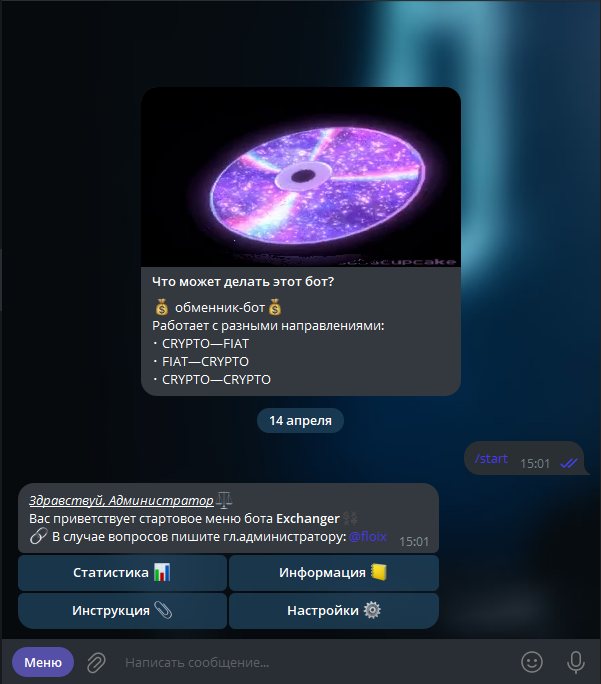 cupcake
Что может делать этот бот?
💰 обменник-бот💰
Работает с разными направлениями:
· CRYPTO—FIAT
· FIAT—CRYPTO
· CRYPTO—CRYPTO
14 апреля
/start 15:01
Здравствуй, Администратор⚖️
Вас приветствует стартовое меню бота Exchanger ⛓️
🔗 В случае вопросов пишите гл.администратору: 15:01
Статистика 📊
Информация 📒
Инструкция 📎
Настройки ⚙️
Меню
Написать сообщение...